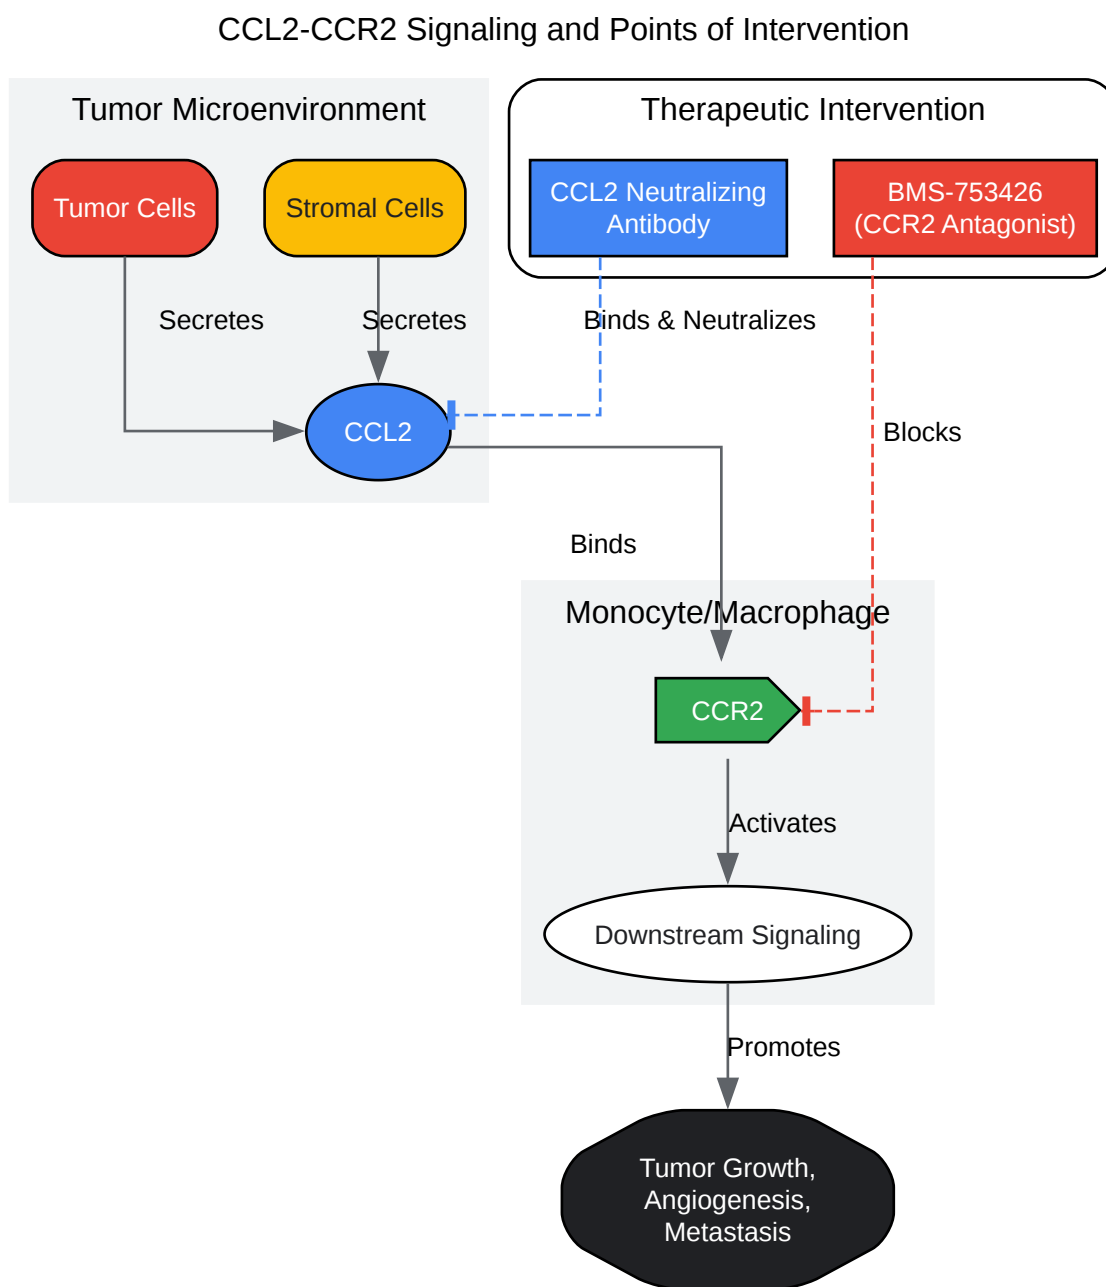 CCL2-CCR2 Signaling and Points of Intervention
Tumor Microenvironment
Therapeutic Intervention
Tumor Cells
Stromal Cells
CCL2 Neutralizing
Antibody
BMS-753426
(CCR2 Antagonist)
Secretes
Secretes
Binds & Neutralizes
CCL2
Blocks
Binds
Monocyte/Macrophage
CCR2
Activates
Downstream Signaling
Promotes
Tumor Growth,
Angiogenesis,
Metastasis